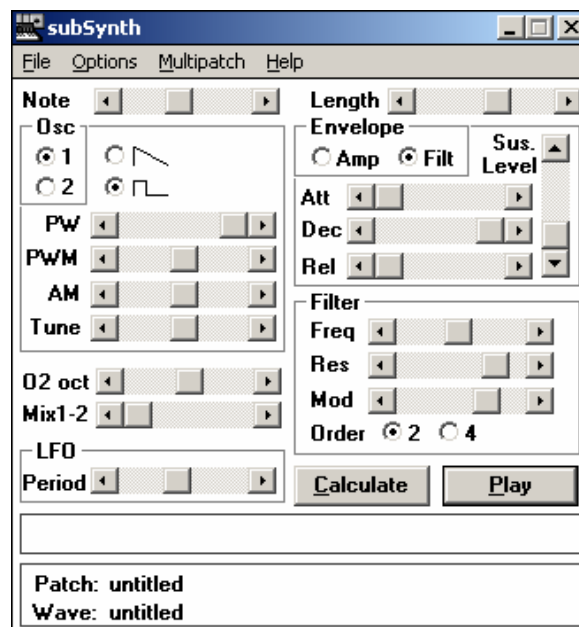 subSynth
File Options Multipatch Help
Note
Length
Osc
1
2
PW
PWM
AM
Tune
O2 oct
Mix1-2
LFO
Period
Envelope
Amp Filt
Sus. Level
Att
Dec
Rel
Filter
Freq
Res
Mod
Order 2 4
Calculate Play
Patch: untitled
Wave: untitled